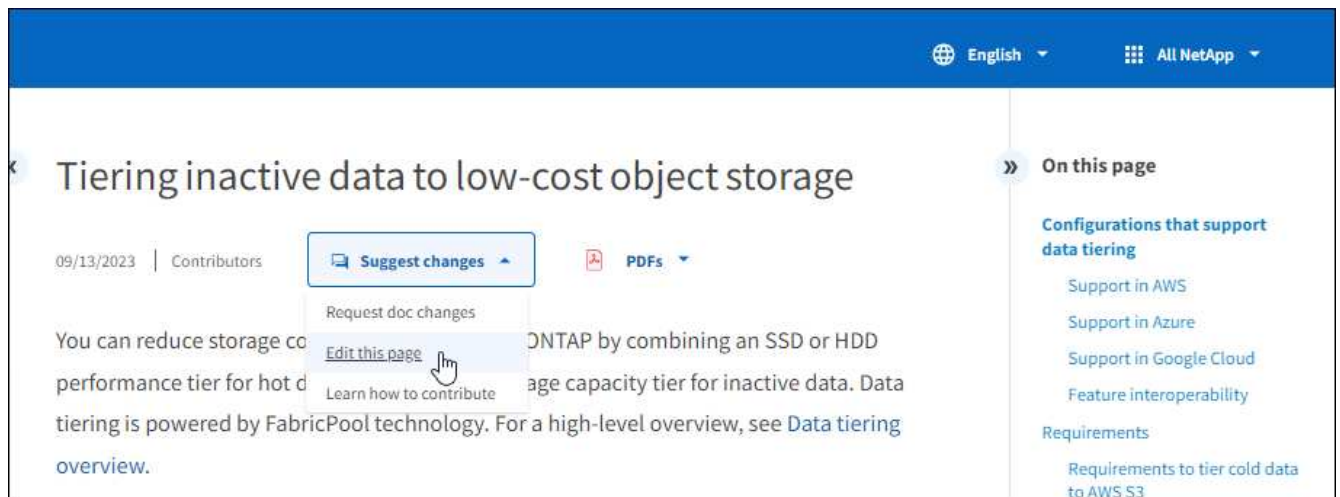 English
All NetApp
Tiering inactive data to low-cost object storage
09/13/2023 | Contributors
Suggest changes
PDFs
Request doc changes
Edit this page
Learn how to contribute
You can reduce storage co ONTAP by combining an SSD or HDD
performance tier for hot d age capacity tier for inactive data. Data
tiering is powered by FabricPool technology. For a high-level overview, see Data tiering
overview.
On this page
Configurations that support
data tiering
Support in AWS
Support in Azure
Support in Google Cloud
Feature interoperability
Requirements
Requirements to tier cold data
to AWS S3